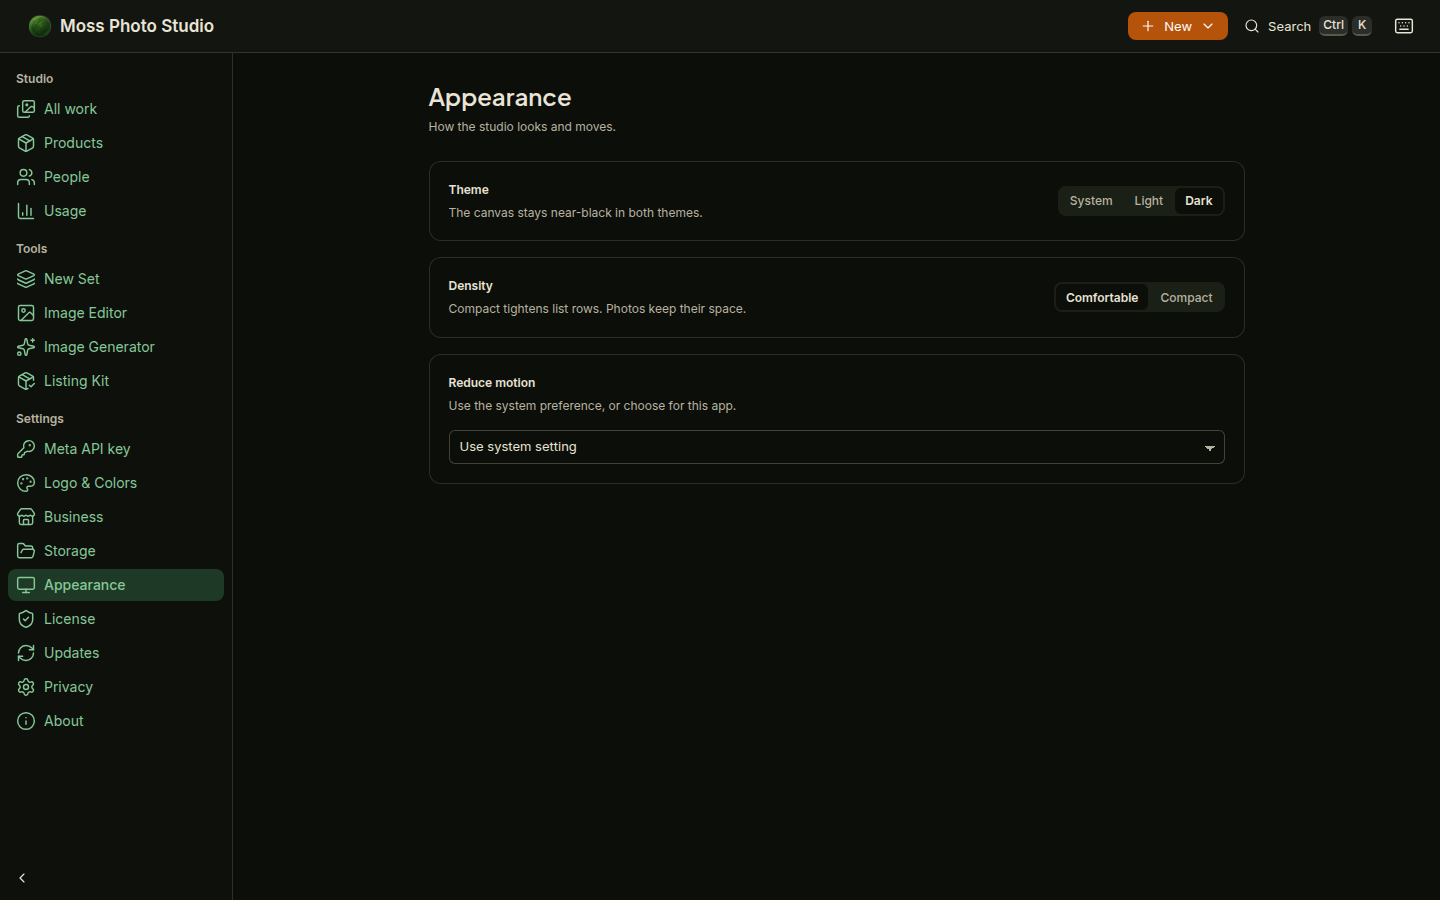 Moss Photo Studio
New
Search Ctrl K
Studio
All work
Products
People
Usage
Tools
New Set
Image Editor
Image Generator
Listing Kit
Settings
Meta API key
Logo & Colors
Business
Storage
Appearance
License
Updates
Privacy
About
Appearance
How the studio looks and moves.
Theme
The canvas stays near-black in both themes.
System Light Dark
Density
Compact tightens list rows. Photos keep their space.
Comfortable Compact
Reduce motion
Use the system preference, or choose for this app.
Use system setting